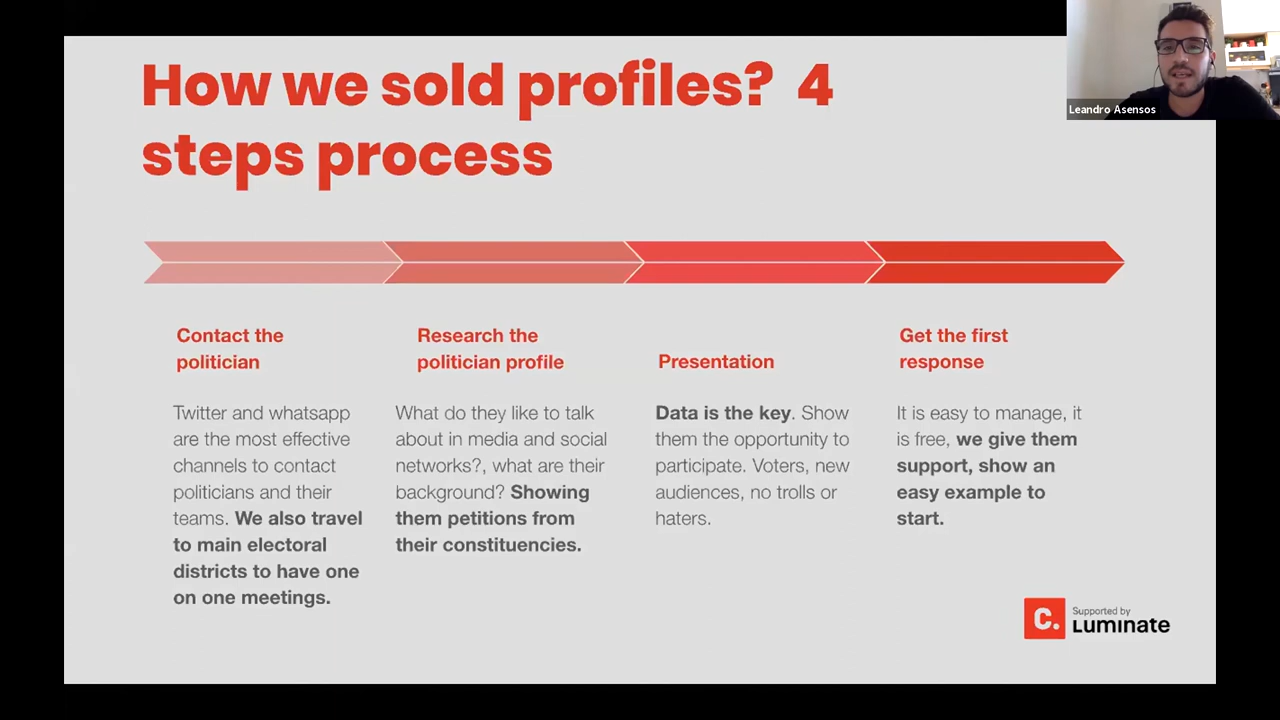 How we sold profiles? 4
steps process
Leandro Asensos
Contact the
politician
Twitter and whatsapp
are the most effective
channels to contact
politicians and their
teams. We also travel
to main electoral
districts to have one
on one meetings.
Research the
politician profile
What do they like to talk
about in media and social
networks?, what are their
background? Showing
them petitions from
their constituencies.
Presentation
Data is the key. Show
them the opportunity to
participate. Voters, new
audiences, no trolls or
haters.
Get the first
response
It is easy to manage, it
is free, we give them
support, show an
easy example to
start.
C.
Supported by
Luminate